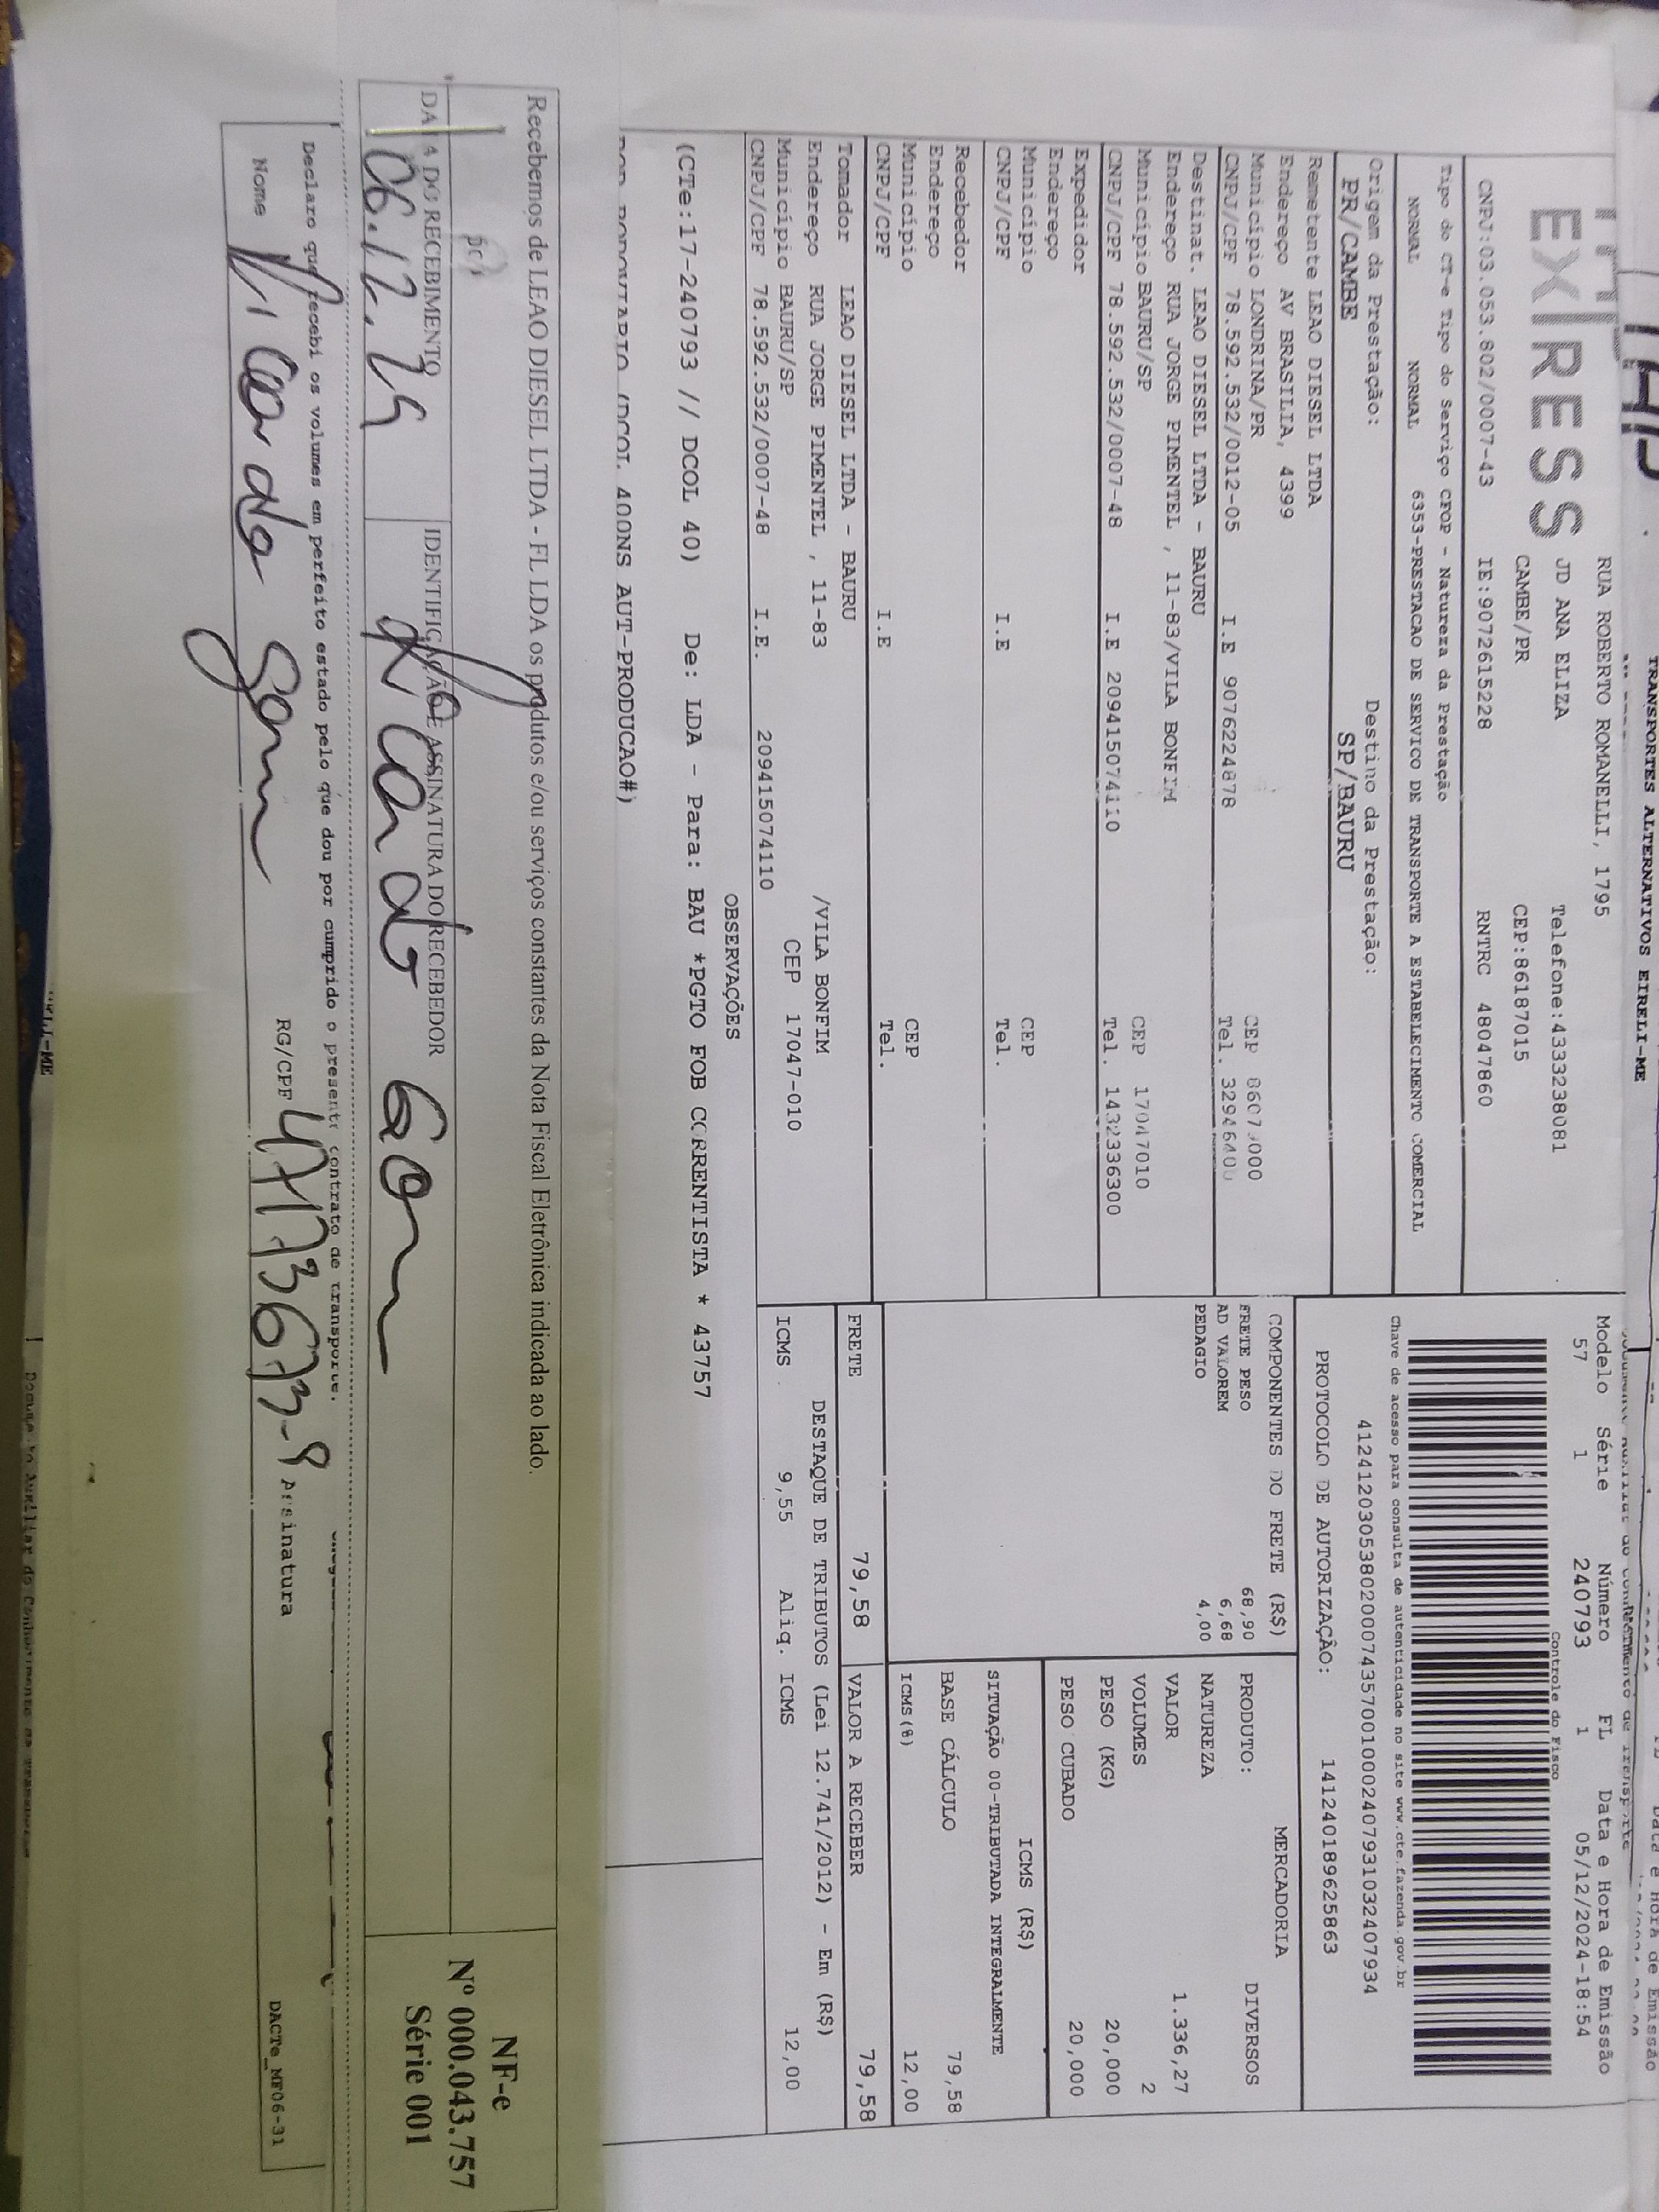 TRANSPORTES ALTERNATIVOS EIRELI-ME
EXPRESS
RUA ROBERTO ROMANELLI, 1795
JD ANA ELIZA Telefone:4333238081
CAMBE/PR CEP:86187015
CNPJ:03.053.802/0007-43 IE:9072615228 RNTRC 48047860
Modelo Série Número FL Data e Hora de Emissão
57 1 240793 1 05/12/2024-18:54
Controle do Fisco
Chave de acesso para consulta de autenticidade no site www.cte.fazenda.gov.br
41241203053802000743570010002407931032407934
PROTOCOLO DE AUTORIZAÇÃO: 141240189625863
Tipo do CT-e Tipo do Serviço CFOP - Natureza da Prestação
NORMAL NORMAL 6353-PRESTACAO DE SERVICO DE TRANSPORTE A ESTABELECIMENTO COMERCIAL
Origem da Prestação: Destino da Prestação:
PR/CAMBE SP/BAURU
Remetente LEAO DIESEL LTDA
Endereço AV BRASILIA, 4399
Município LONDRINA/PR CEP
CNPJ/CPF 78.592.532/0012-05 I.E 9076224878 Tel.
Destinat. LEAO DIESEL LTDA - BAURU
Endereço RUA JORGE PIMENTEL , 11-83/VILA BONFIM
Município BAURU/SP CEP 17047010
CNPJ/CPF 78.592.532/0007-48 I.E 209415074110 Tel. 1432336300
Expedidor
Endereço
Município CEP
CNPJ/CPF I.E Tel.
Recebedor
Endereço
Município CEP
CNPJ/CPF I.E Tel.
Tomador LEAO DIESEL LTDA - BAURU
Endereço RUA JORGE PIMENTEL , 11-83 /VILA BONFIM
Município BAURU/SP CEP 17047-010
CNPJ/CPF 78.592.532/0007-48 I.E. 209415074110
COMPONENTES DO FRETE (R$)
FRETE PESO 68,90
AD VALOREM 6,68
PEDAGIO 4,00
MERCADORIA
PRODUTO: DIVERSOS
NATUREZA
VALOR 1.336,27
VOLUMES 2
PESO (KG) 20,000
PESO CUBADO 20,000
ICMS (R$)
SITUAÇÃO 00-TRIBUTADA INTEGRALMENTE
BASE CÁLCULO 79,58
ICMS(%) 12,00
FRETE 79,58 VALOR A RECEBER 79,58
DESTAQUE DE TRIBUTOS (Lei 12.741/2012) - Em (R$)
ICMS 9,55 Aliq. ICMS 12,00
OBSERVAÇÕES
(CTe:17-240793 // DCOL 40) De: LDA - Para: BAU *PGTO FOB CORRENTISTA * 43757
POR RODOVIARIO (DCOL 400NS AUT-PRODUCAO#)
Recebemos de LEAO DIESEL LTDA - FL LDA os produtos e/ou serviços constantes da Nota Fiscal Eletrônica indicada ao lado.
DATA DO RECEBIMENTO IDENTIFICAÇÃO E ASSINATURA DO RECEBEDOR
06.12.24
NF-e
Nº 000.043.757
Série 001
Declaro que recebi os volumes em perfeito estado pelo que dou por cumprido o presente contrato de transporte.
Nome RG/CPF Assinatura
DACTe_MF06-31